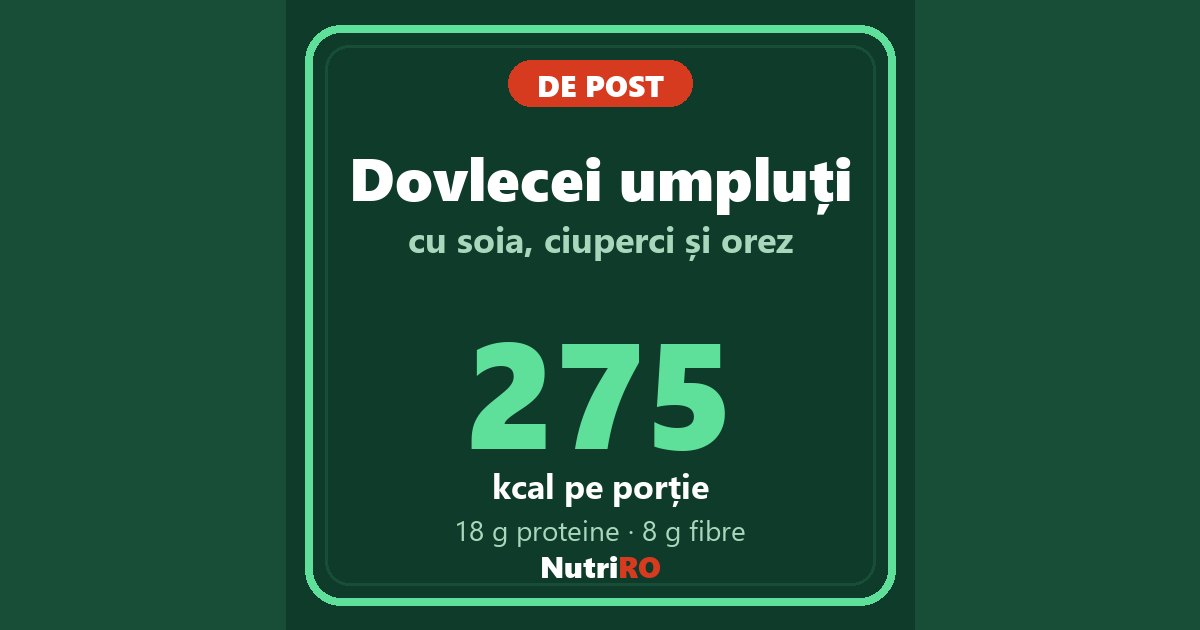 DE POST
Dovlecei umpluți
cu soia, ciuperci și orez
275
kcal pe porție
18 g proteine · 8 g fibre
NutriRO